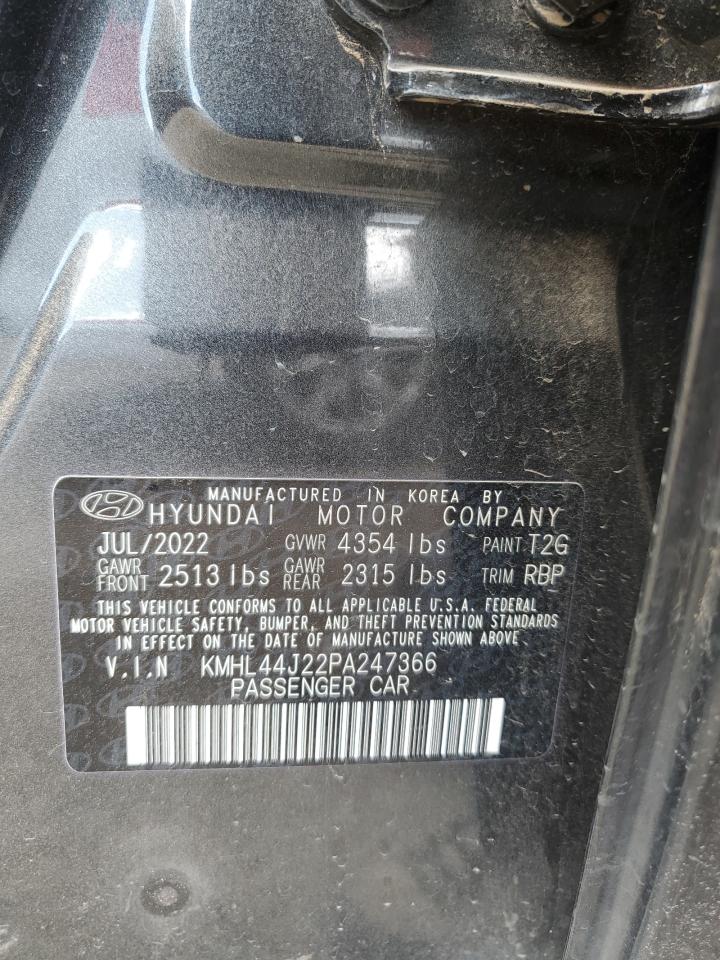 MANUFACTURED IN KOREA BY
HYUNDAI MOTOR COMPANY
JUL/2022 GVWR 4354 lbs PAINT T2G
GAWR FRONT 2513 lbs GAWR REAR 2315 lbs TRIM RBP
THIS VEHICLE CONFORMS TO ALL APPLICABLE U.S.A. FEDERAL
MOTOR VEHICLE SAFETY, BUMPER, AND THEFT PREVENTION STANDARDS
IN EFFECT ON THE DATE OF MANUFACTURE SHOWN ABOVE.
V.I.N KMHL44J22PA247366
PASSENGER CAR